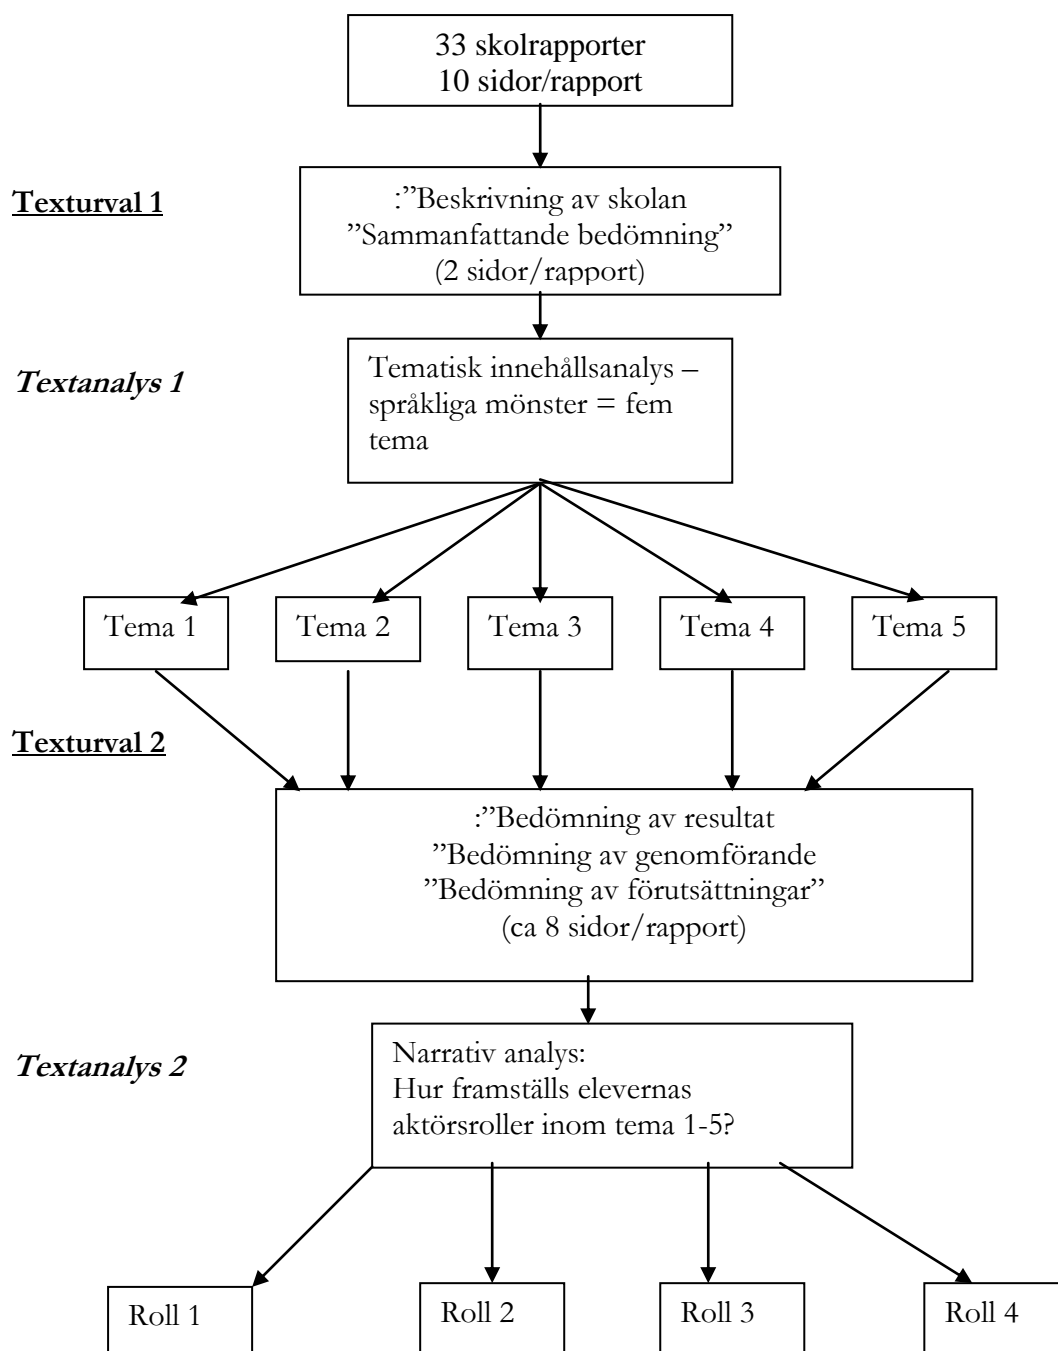 33 skolrapporter
10 sidor/rapport
Texturval 1
:”Beskrivning av skolan
”Sammanfattande bedömning”
(2 sidor/rapport)
Textanalys 1
Tematisk innehållsanalys –
språkliga mönster = fem
tema
Tema 1
Tema 2
Tema 3
Tema 4
Tema 5
Texturval 2
:”Bedömning av resultat
”Bedömning av genomförande
”Bedömning av förutsättningar”
(ca 8 sidor/rapport)
Textanalys 2
Narrativ analys:
Hur framställs elevernas
aktörsroller inom tema 1-5?
Roll 1
Roll 2
Roll 3
Roll 4